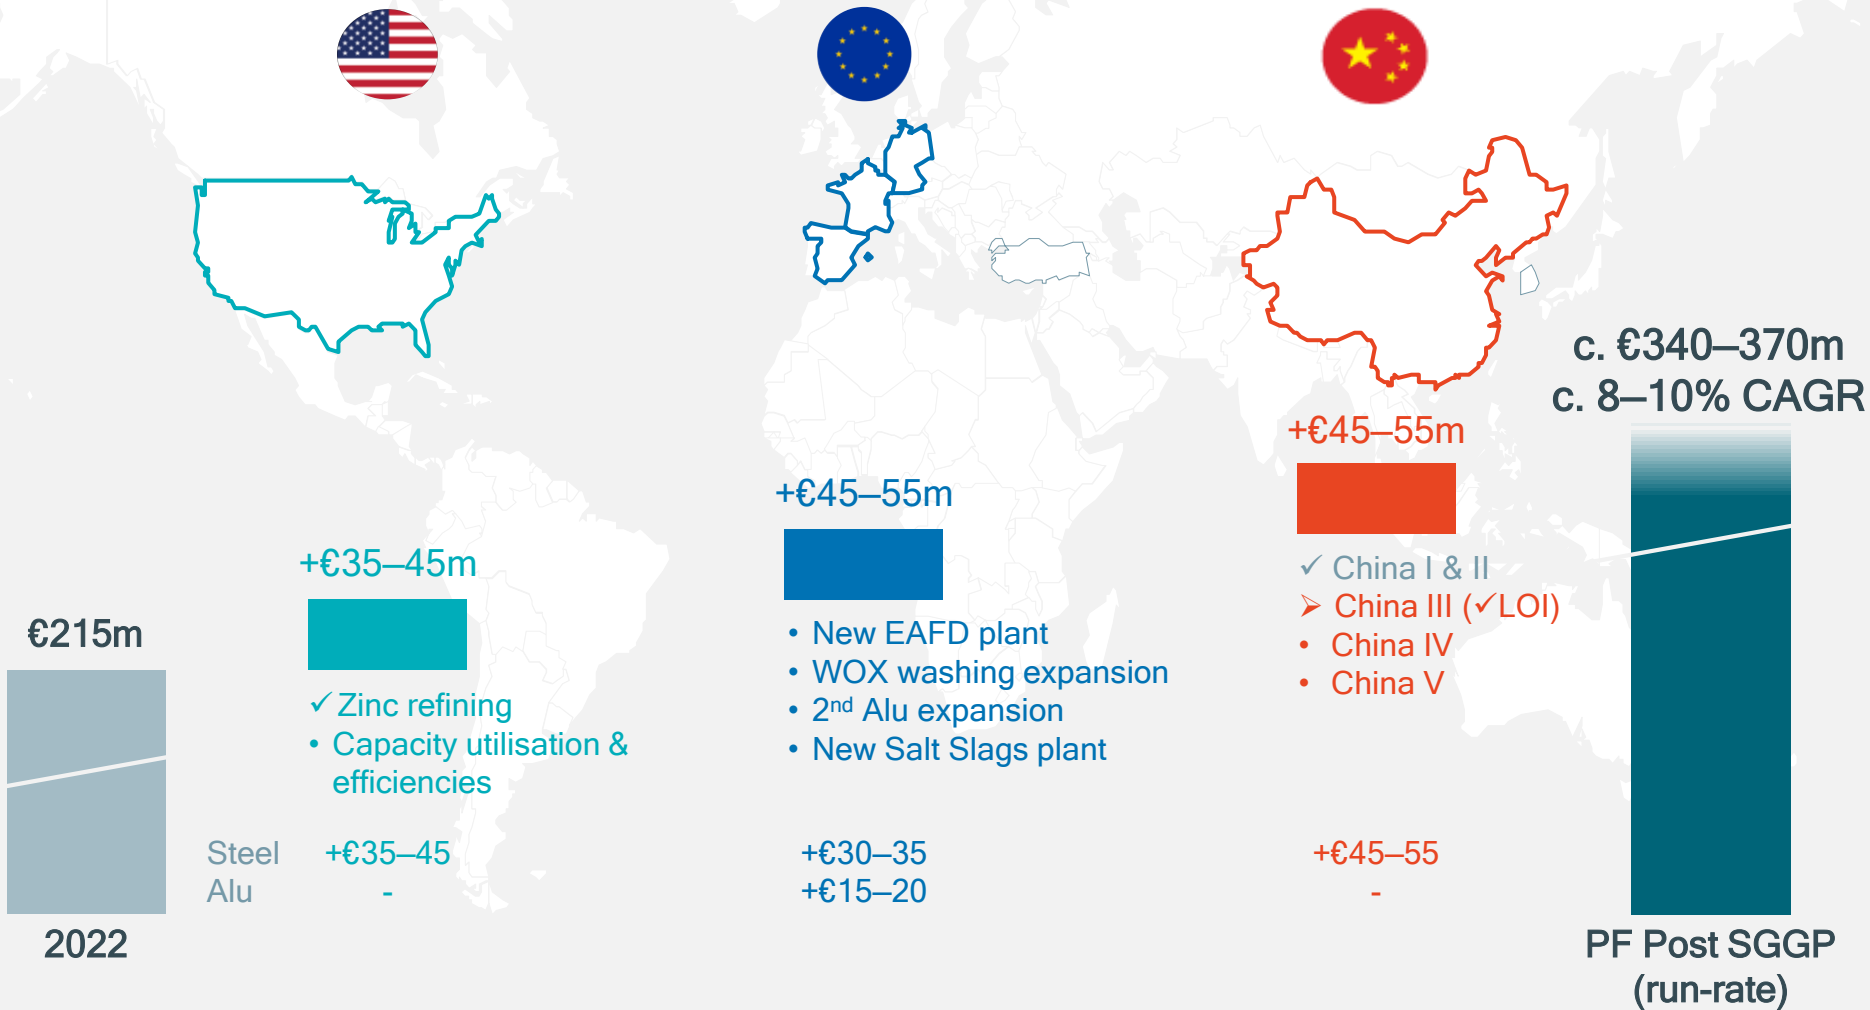 c. €340–370m
c. 8–10% CAGR
+€45–55m
+€45–55m
+€35–45m
€215m
✓ Zinc refining
• Capacity utilisation &
efficiencies
• New EAFD plant
• WOX washing expansion
• 2nd Alu expansion
• New Salt Slags plant
✓ China I & II
➢ China III (✓LOI)
• China IV
• China V
Steel +€35–45 +€30–35 +€45–55
Alu - +€15–20 -
2022
PF Post SGGP
(run-rate)